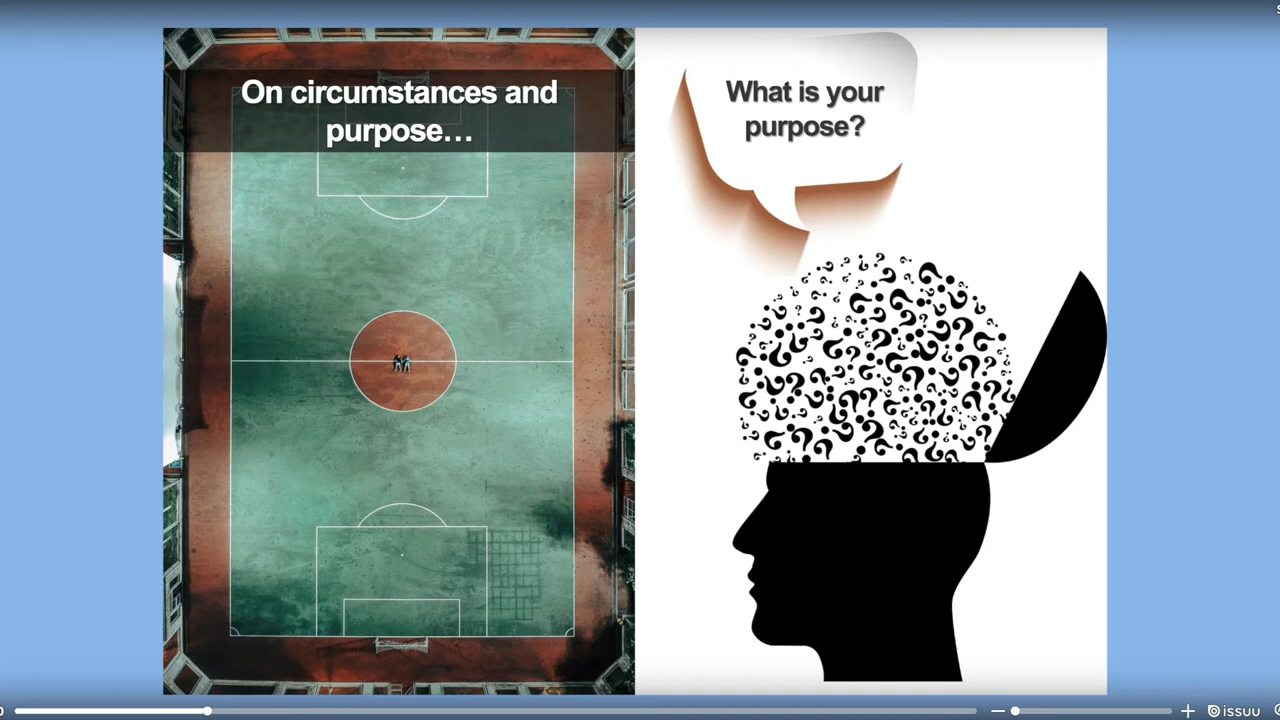 On circumstances and
purpose…
What is your
purpose?
issuu